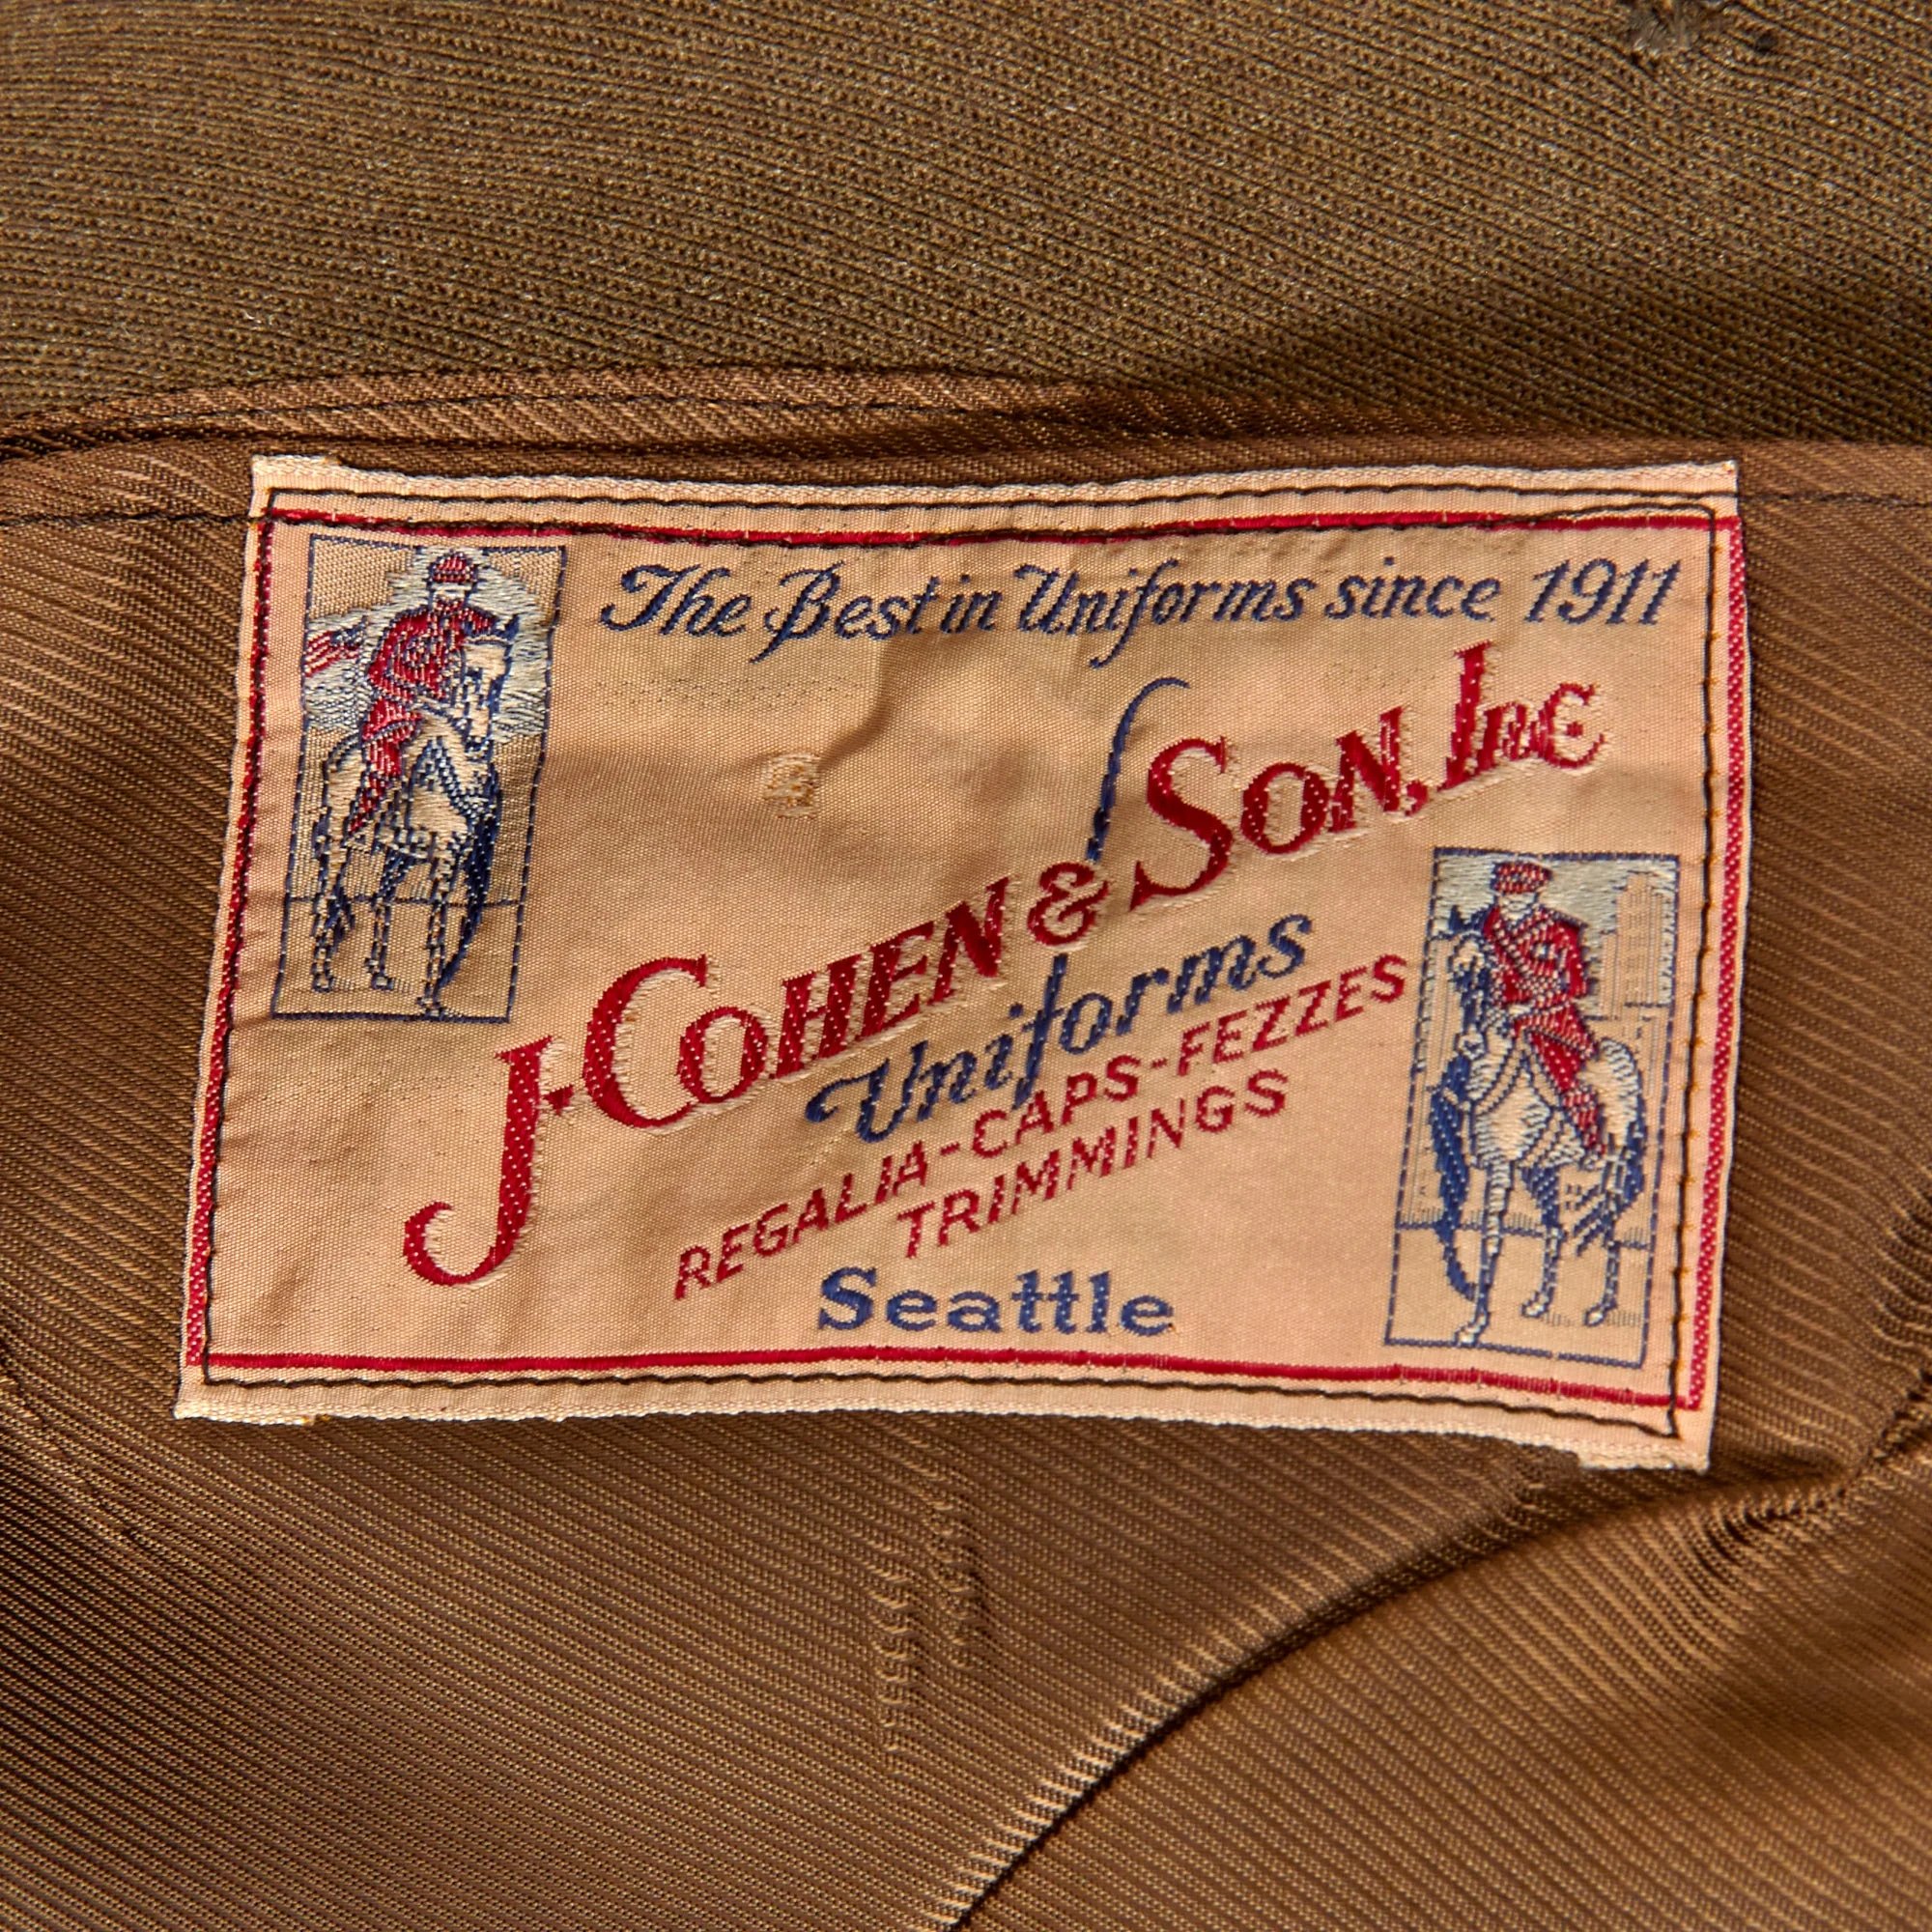 The Best in Uniforms since 1911
J. COHEN & SON, INC
Uniforms
REGALIA-CAPS-FEZZES
TRIMMINGS
Seattle